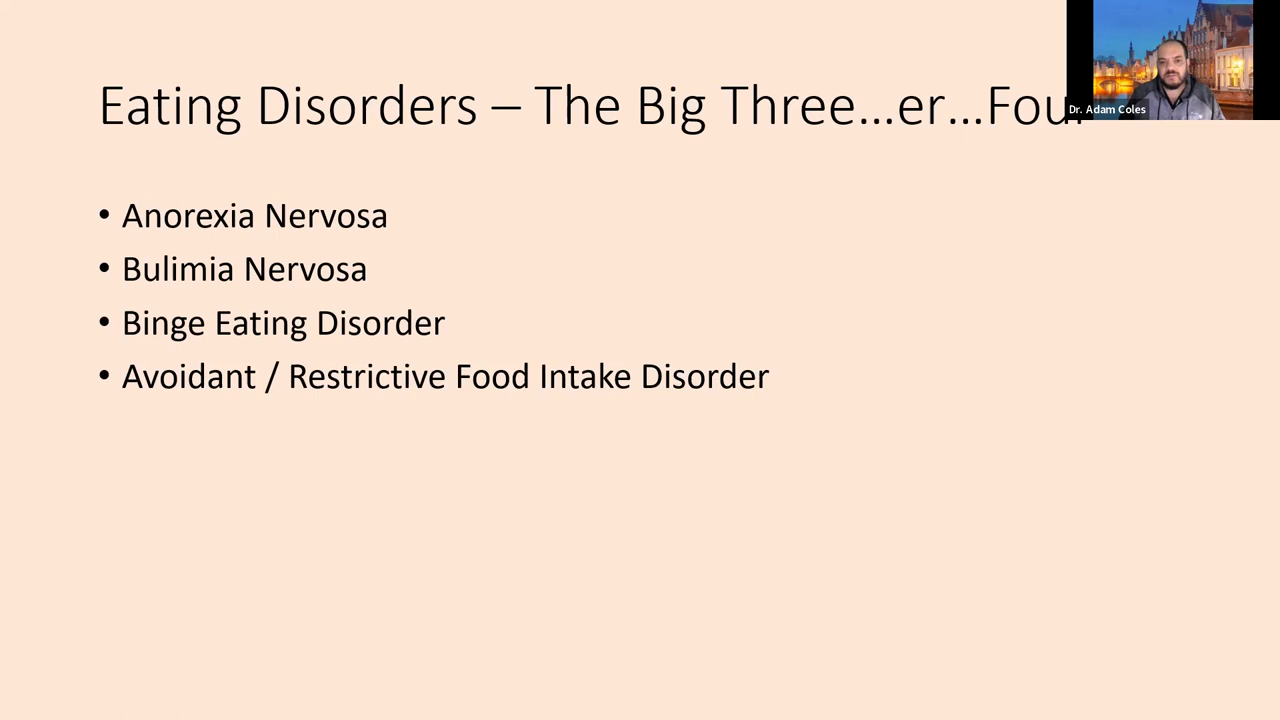 Eating Disorders – The Big Three...er...Four
• Anorexia Nervosa
• Bulimia Nervosa
• Binge Eating Disorder
• Avoidant / Restrictive Food Intake Disorder
Dr. Adam Coles